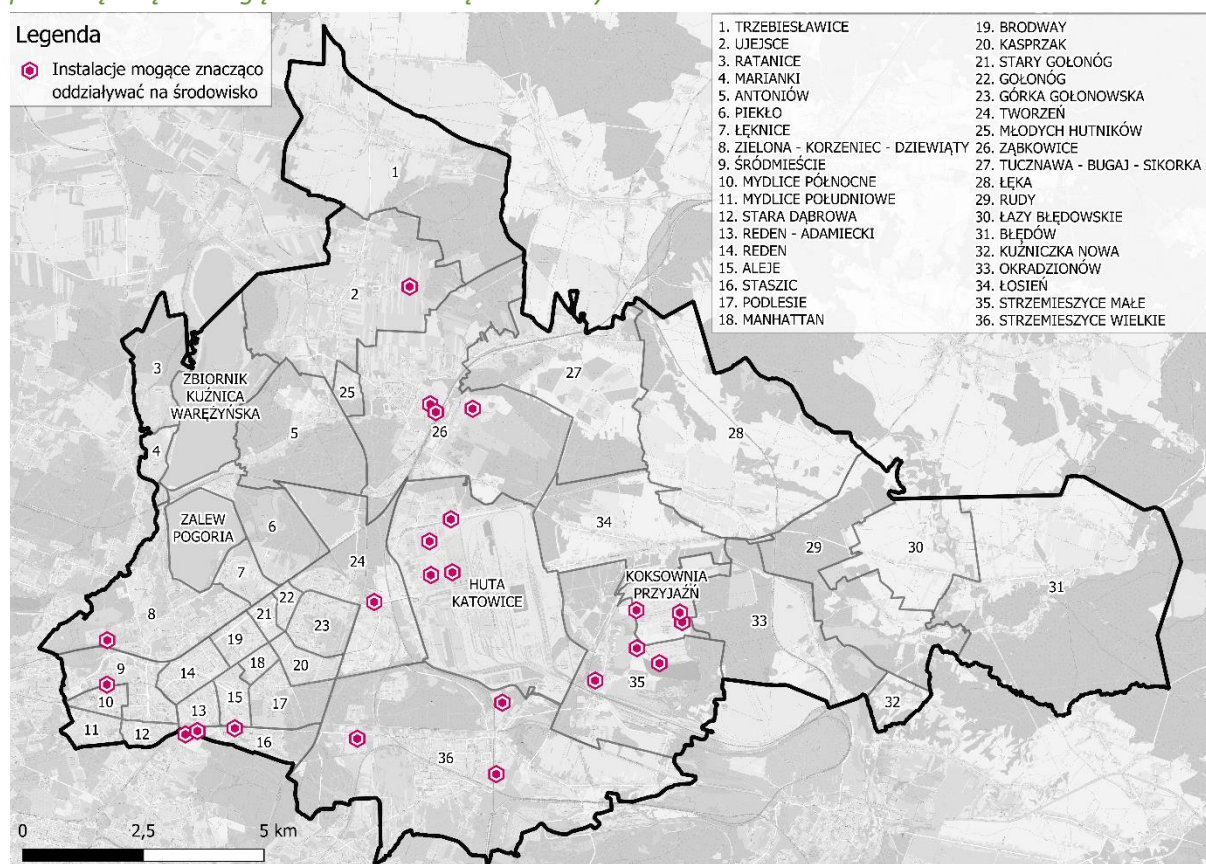 Legenda
Instalacje mogące znacząco
oddziaływać na środowisko
1. TRZEBIESŁAWICE
2. UJEJSCE
3. RATANICE
4. MARIANKI
5. ANTONIÓW
6. PIEKŁO
7. ŁĘKNICE
8. ZIELONA - KORZENIEC - DZIEWIĄTY
9. ŚRÓDMIEŚCIE
10. MYDLICE PÓŁNOCNE
11. MYDLICE POŁUDNIOWE
12. STARA DĄBROWA
13. REDEN - ADAMIECKI
14. REDEN
15. ALEJE
16. STASZIC
17. PODLESIE
18. MANHATTAN
19. BRODWAY
20. KASPRZAK
21. STARY GOŁONÓG
22. GOŁONÓG
23. GÓRKA GOŁONOWSKA
24. TWORZEŃ
25. MŁODYCH HUTNIKÓW
26. ZĄBKOWICE
27. TUCZNAWA - BUGAJ - SIKORKA
28. ŁĘKA
29. RUDY
30. ŁAZY BŁĘDOWSKIE
31. BŁĘDÓW
32. KUŹNICZKA NOWA
33. OKRADZIONÓW
34. ŁOSIEŃ
35. STRZEMIESZYCE MAŁE
36. STRZEMIESZYCE WIELKIE
1
2
3
ZBIORNIK
KUŹNICA
WARĘŻYŃSKA
25
27
4
5
26
28
ZALEW
POGORIA
6
34
29
30
24
7
HUTA
KATOWICE
KOKSOWNIA
PRZYJAŹŃ
31
8
22
21
23
33
19
9
14
18
20
10
13
15
17
35
32
11
12
16
36
0
2,5
5 km